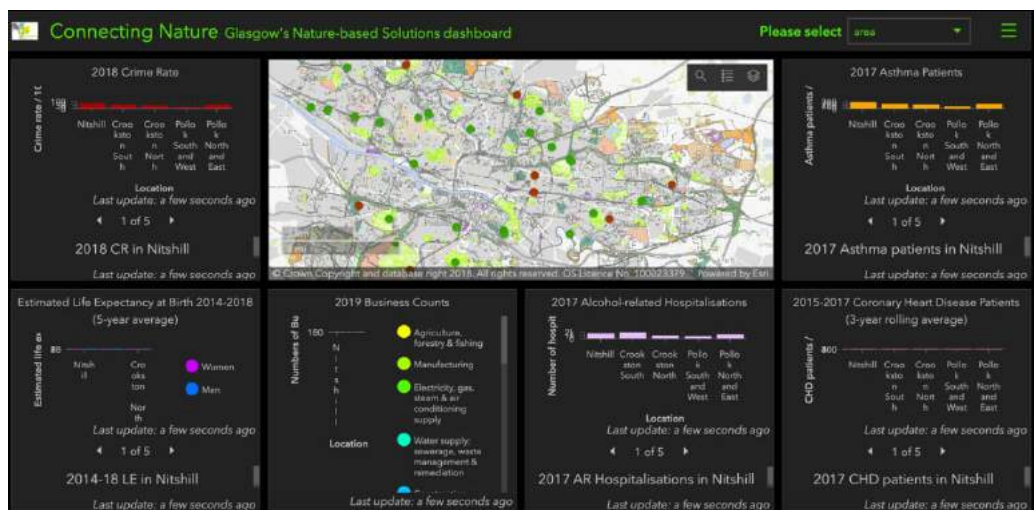 Connecting Nature Glasgow's Nature-based Solutions dashboard
Please select
area
2018 Crime Rate
Crime rate / 10
Nitshill
Croo
ksto
n
Sout
h
Croo
ksto
n
Nort
h
Pollo
k
South
and
West
Pollo
k
North
and
East
Location
Last update: a few seconds ago
1 of 5
2018 CR in Nitshill
Last update: a few seconds ago
© Crown Copyright and database right 2018. All rights reserved. OS Licence No. 100023379
Powered by Esri
2017 Asthma Patients
Asthma patients /
Nitshill
Croo
ksto
n
Sout
h
Croo
ksto
n
Nort
h
Pollo
k
South
and
West
Pollo
k
North
and
East
Location
Last update: a few seconds ago
1 of 5
2017 Asthma patients in Nitshill
Last update: a few seconds ago
Estimated Life Expectancy at Birth 2014-2018
(5-year average)
Estimated life ex
Nitsh
ill
Cro
oks
ton
Nor
th
Women
Men
Last update: a few seconds ago
1 of 5
2014-18 LE in Nitshill
Last update: a few seconds ago
2019 Business Counts
Numbers of Bu
N
i
t
s
h
i
l
l
Location
Agriculture,
forestry & fishing
Manufacturing
Electricity, gas,
steam & air
conditioning
supply
Water supply;
sewerage, waste
management &
remediation
Last update: a few seconds ago
2017 Alcohol-related Hospitalisations
Number of hospit
Nitshill
Crook
ston
South
Crook
ston
North
Pollo
k
South
and
West
Pollo
k
North
and
East
Location
Last update: a few seconds ago
1 of 5
2017 AR Hospitalisations in Nitshill
Last update: a few seconds ago
2015-2017 Coronary Heart Disease Patients
(3-year rolling average)
CHD patients /
Nitshill
Croo
ksto
n
Sout
h
Croo
ksto
n
Nort
h
Pollo
k
South
and
West
Pollo
k
North
and
East
Last update: a few seconds ago
1 of 5
2017 CHD patients in Nitshill
Last update: a few seconds ago